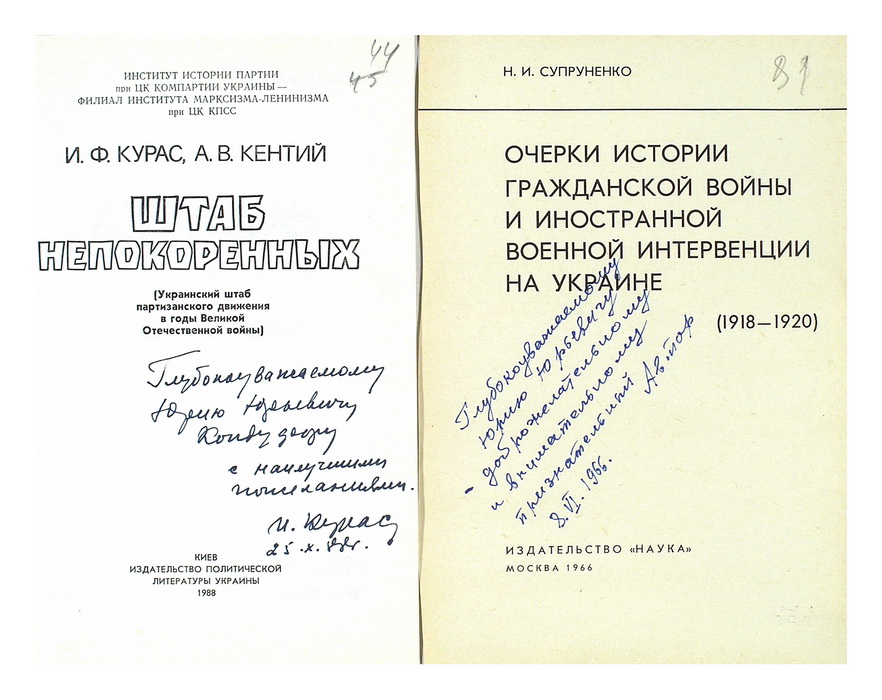 44
45
ИНСТИТУТ ИСТОРИИ ПАРТИИ
при ЦК КОМПАРТИИ УКРАИНЫ —
ФИЛИАЛ ИНСТИТУТА МАРКСИЗМА-ЛЕНИНИЗМА
при ЦК КПСС
И. Ф. КУРАС, А. В. КЕНТИЙ
ШТАБ
НЕПОКОРЕННЫХ
(Украинский штаб
партизанского движения
в годы Великой
Отечественной войны)
Глубокоуважаемому
Юрию Юрьевичу
Кондуфору
с наилучшими
пожеланиями.
И. Курас
25.X.88г.
КИЕВ
ИЗДАТЕЛЬСТВО ПОЛИТИЧЕСКОЙ
ЛИТЕРАТУРЫ УКРАИНЫ
1988
Н. И. СУПРУНЕНКО
81
ОЧЕРКИ ИСТОРИИ
ГРАЖДАНСКОЙ ВОЙНЫ
И ИНОСТРАННОЙ
ВОЕННОЙ ИНТЕРВЕНЦИИ
НА УКРАИНЕ
(1918—1920)
Глубокоуважаемому
Юрию Юрьевичу
- доброжелательному
и внимательному
признательный Автор
8.VI.1966.
ИЗДАТЕЛЬСТВО «НАУКА»
МОСКВА 1966